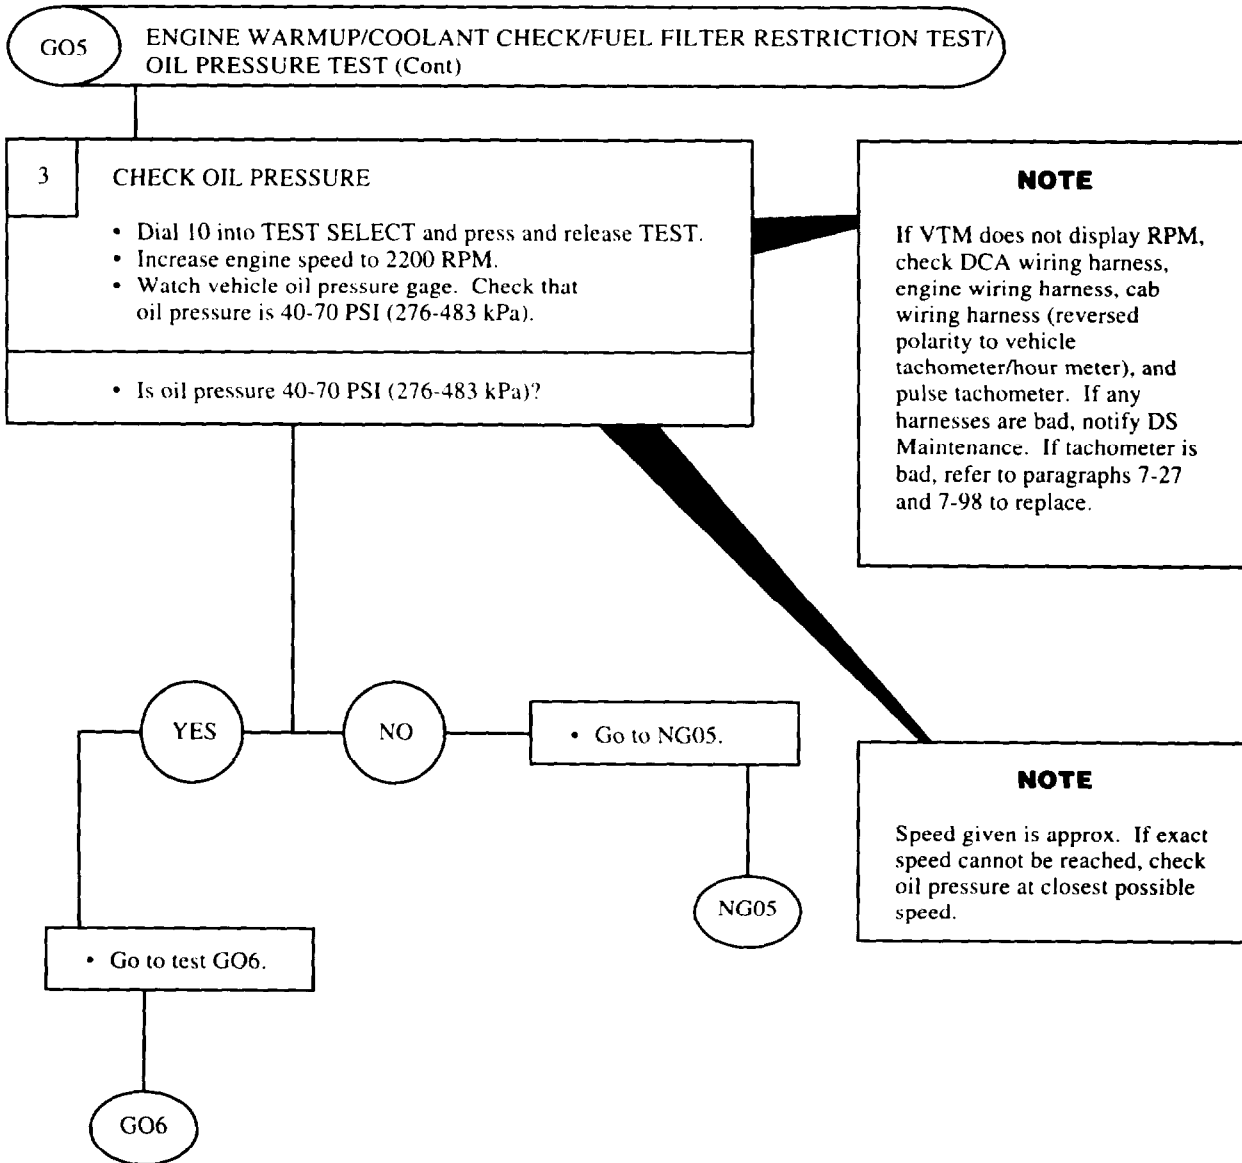 GO5
ENGINE WARMUP/COOLANT CHECK/FUEL FILTER RESTRICTION TEST/
OIL PRESSURE TEST (Cont)
3
CHECK OIL PRESSURE
• Dial 10 into TEST SELECT and press and release TEST.
• Increase engine speed to 2200 RPM.
• Watch vehicle oil pressure gage. Check that
oil pressure is 40-70 PSI (276-483 kPa).
• Is oil pressure 40-70 PSI (276-483 kPa)?
NOTE
If VTM does not display RPM,
check DCA wiring harness,
engine wiring harness, cab
wiring harness (reversed
polarity to vehicle
tachometer/hour meter), and
pulse tachometer. If any
harnesses are bad, notify DS
Maintenance. If tachometer is
bad, refer to paragraphs 7-27
and 7-98 to replace.
YES
NO
• Go to NG05.
NOTE
Speed given is approx. If exact
speed cannot be reached, check
oil pressure at closest possible
speed.
NG05
• Go to test GO6.
GO6